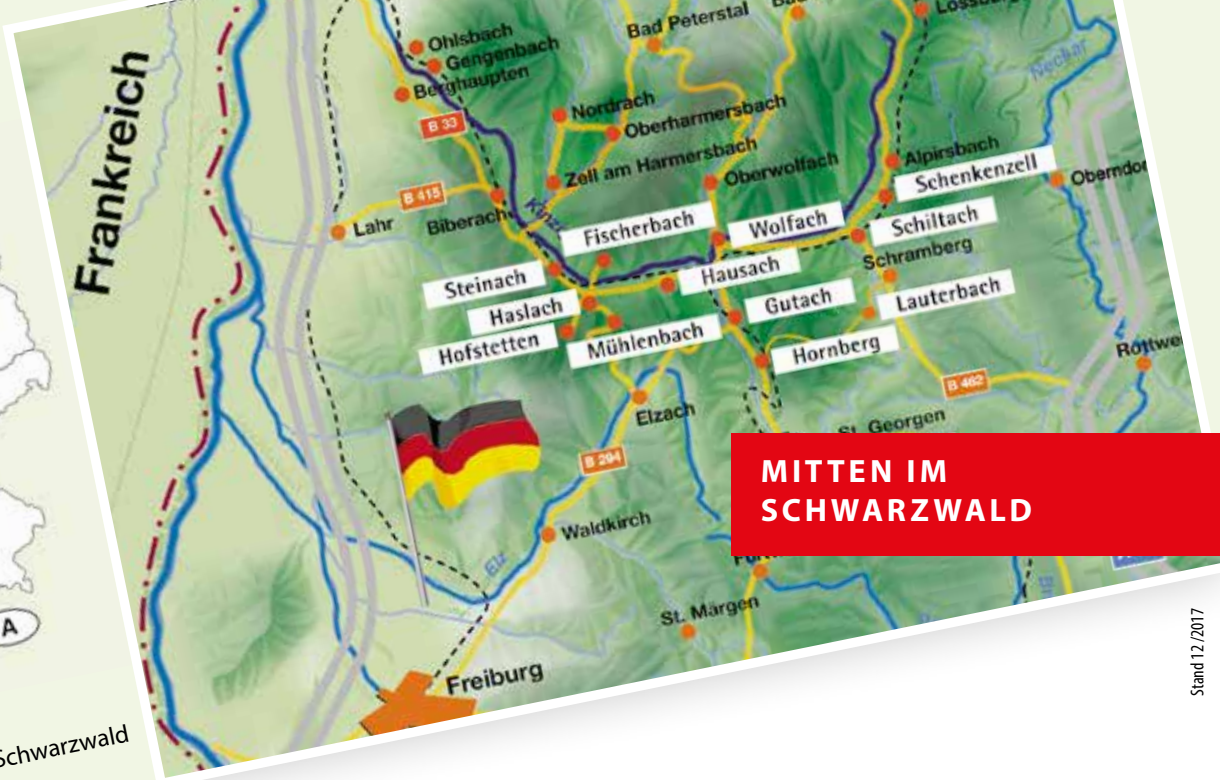 Bad Peterstal
Ohlsbach
Gengenbach
Berghaupten
Frankreich
Neckar
Nordrach
Oberharmersbach
B 33
Zell am Harmersbach
Oberwolfach
Alpirsbach
Schenkenzell
B 415
Biberach
Lahr
Fischerbach
Wolfach
Schiltach
Schramberg
Steinach
Hausach
Haslach
Gutach
Lauterbach
Hofstetten
Mühlenbach
Hornberg
B 462
Elzach
St. Georgen
B 294
MITTEN IM
SCHWARZWALD
Waldkirch
Elz
St. Märgen
Freiburg
A
Schwarzwald
Stand 12/2017